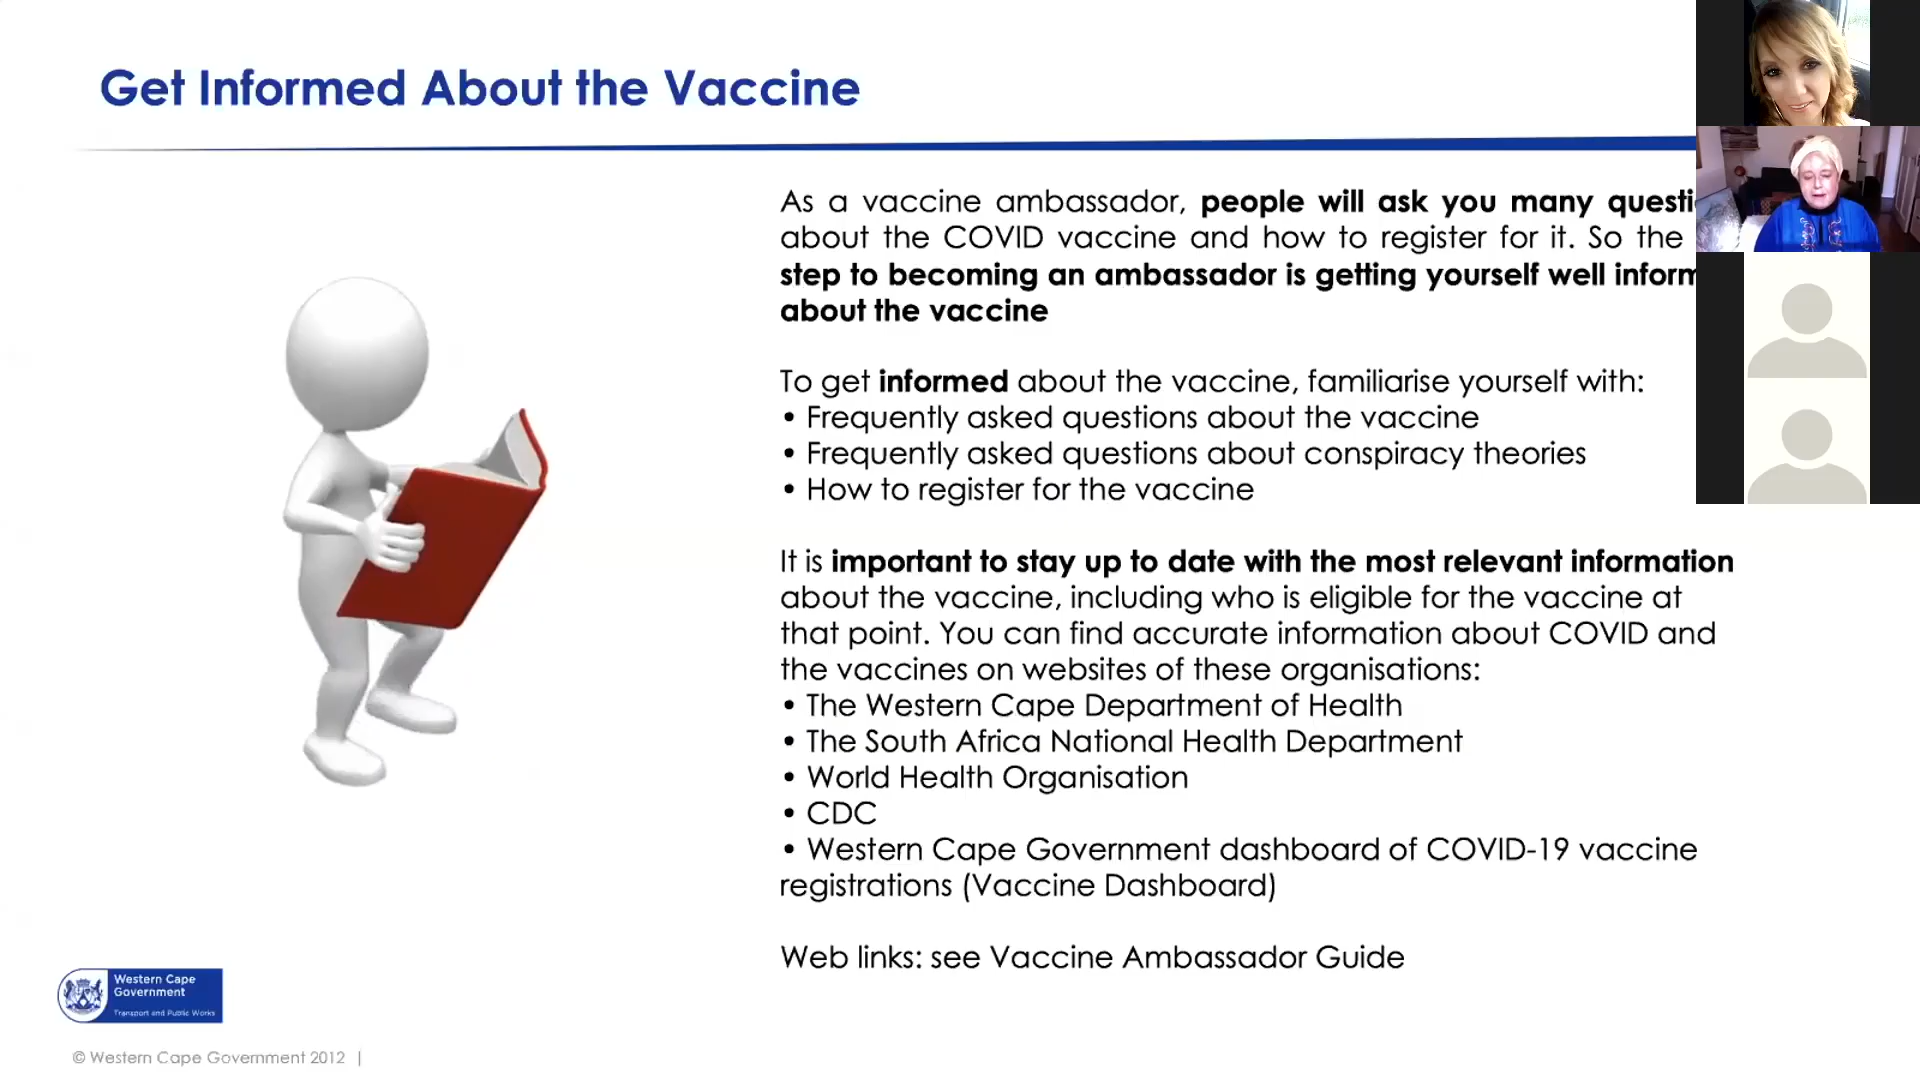 Get Informed About the Vaccine
As a vaccine ambassador, people will ask you many questi
about the COVID vaccine and how to register for it. So the
step to becoming an ambassador is getting yourself well inform
about the vaccine
To get informed about the vaccine, familiarise yourself with:
• Frequently asked questions about the vaccine
• Frequently asked questions about conspiracy theories
• How to register for the vaccine
It is important to stay up to date with the most relevant information
about the vaccine, including who is eligible for the vaccine at
that point. You can find accurate information about COVID and
the vaccines on websites of these organisations:
• The Western Cape Department of Health
• The South Africa National Health Department
• World Health Organisation
• CDC
• Western Cape Government dashboard of COVID-19 vaccine
registrations (Vaccine Dashboard)
Web links: see Vaccine Ambassador Guide
Western Cape
Government
Transport and Public Works
© Western Cape Government 2012 |